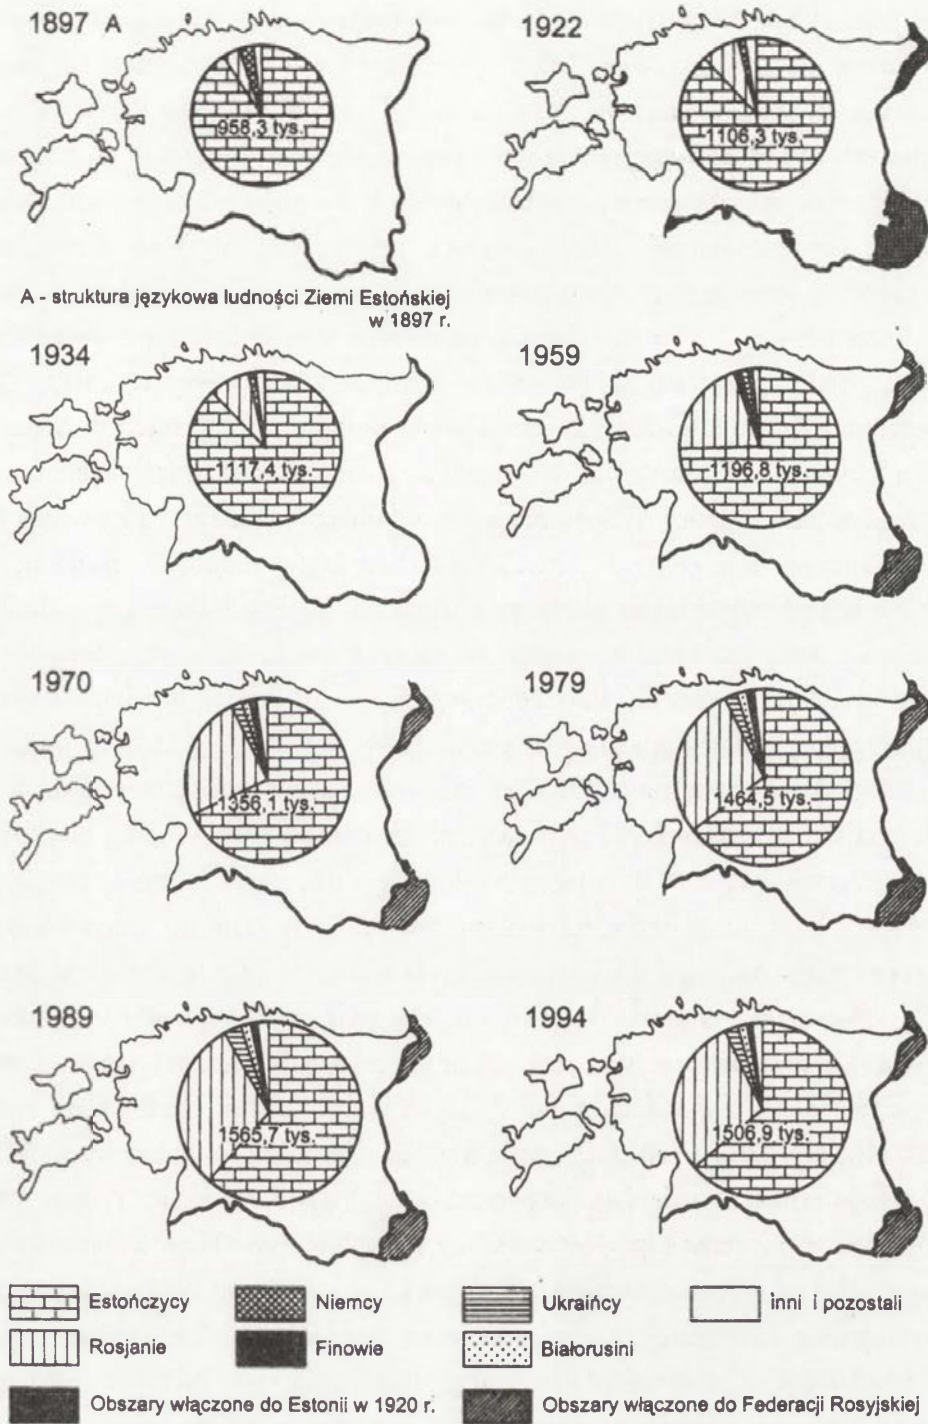 1897 A
958,3 tys.
1922
1106,3 tys.
A - struktura językowa ludności Ziemi Estońskiej
w 1897 r.
1934
1117,4 tys.
1959
1196,8 tys.
1970
1356,1 tys.
1979
1464,5 tys.
1989
1565,7 tys.
1994
1506,9 tys.
Estończycy
Niemcy
Ukraińcy
inni i pozostali
Rosjanie
Finowie
Białorusini
Obszary włączone do Estonii w 1920 r.
Obszary włączone do Federacji Rosyjskiej